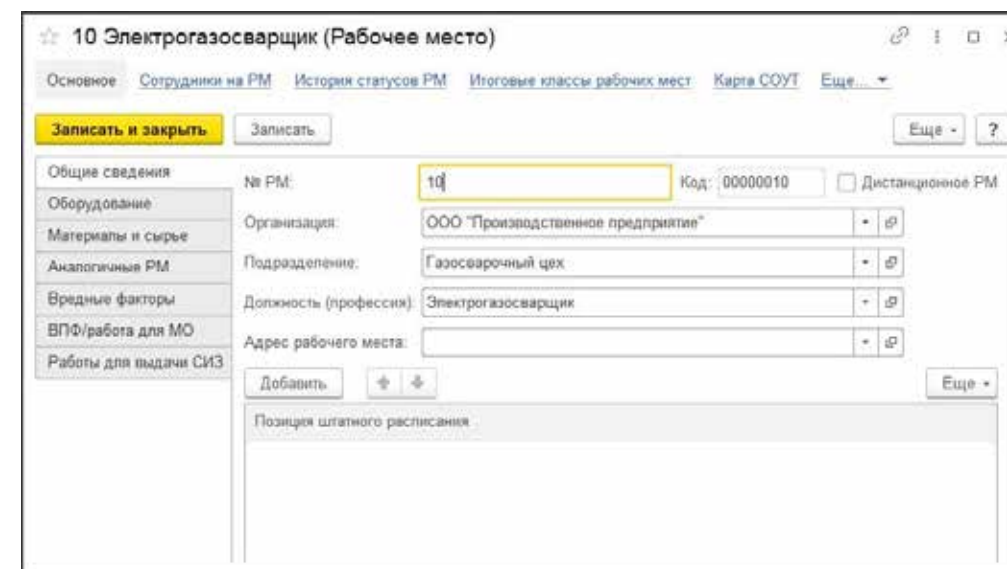 10 Электрогазосварщик (Рабочее место)
Основное Сотрудники на РМ История статусов РМ Итоговые классы рабочих мест Карта СОУТ Еще...
Записать и закрыть Записать Еще ?
Общие сведения
Оборудование
Материалы и сырье
Аналогичные РМ
Вредные факторы
ВПФ/работа для МО
Работы для выдачи СИЗ
№ РМ: 10 Код: 00000010 Дистанционное РМ
Организация: ООО "Производственное предприятие"
Подразделение: Газосварочный цех
Должность (профессия): Электрогазосварщик
Адрес рабочего места:
Добавить Еще
Позиция штатного расписания